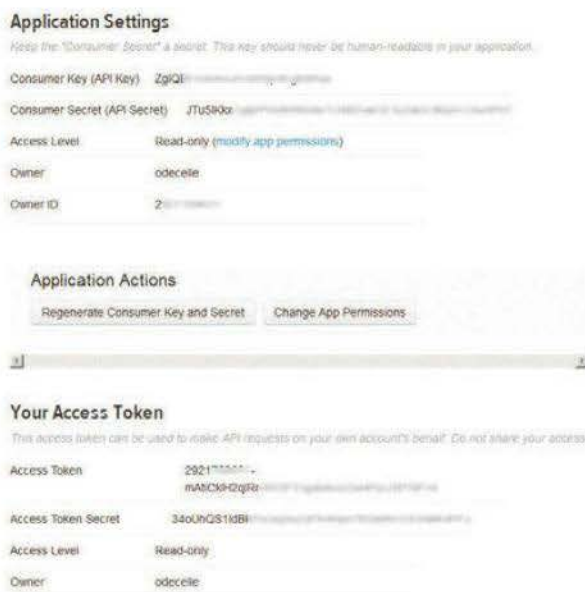 Application Settings
Keep the "Consumer Secret" a secret. This key should never be human-readable in your application.
Consumer Key (API Key) ZgIQI
Consumer Secret (API Secret)
Access Level Read-only (modify app permissions)
Owner odecelle
Owner ID 2
Application Actions
Regenerate Consumer Key and Secret Change App Permissions
Your Access Token
This access token can be used to make API requests on your own account's behalf. Do not share your access
Access Token 2921
Access Token Secret
Access Level Read-only
Owner odecelle